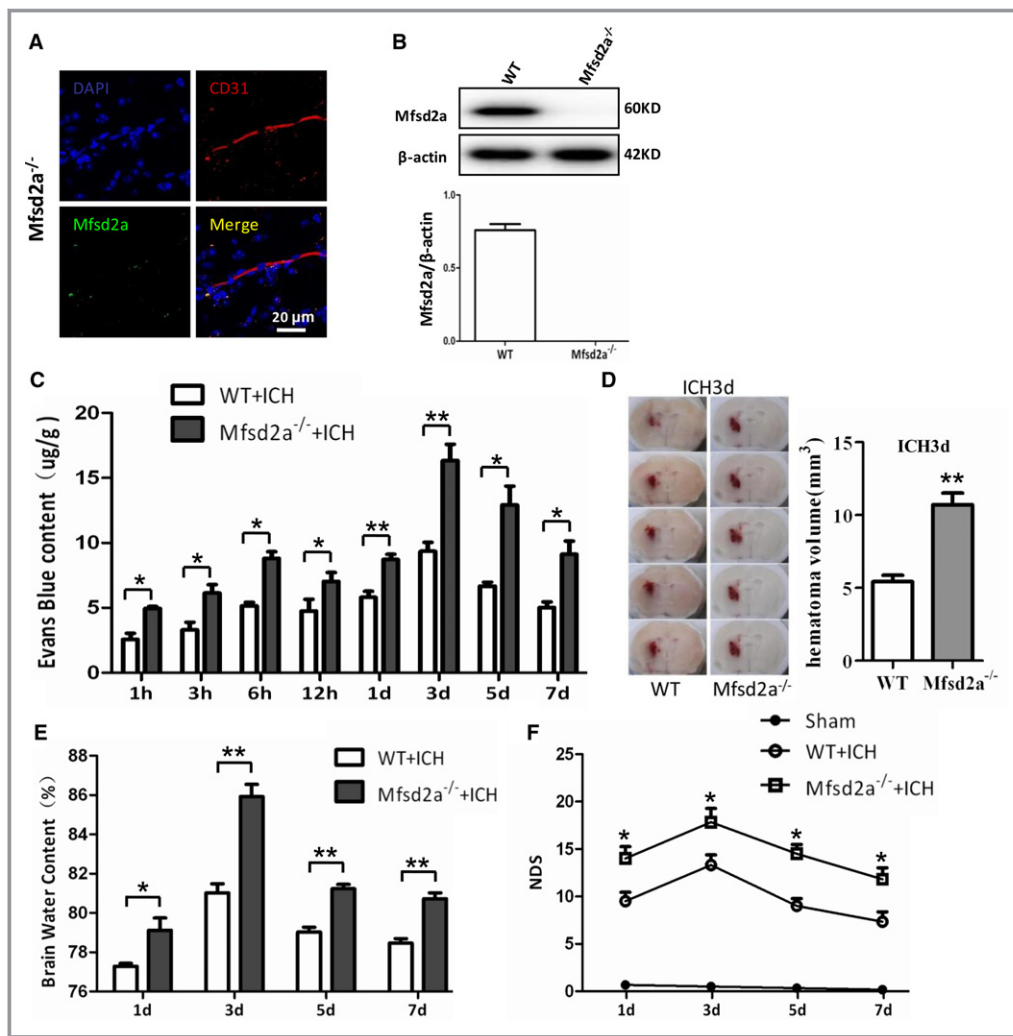 A
DAPI
CD31
Mfsd2a
Merge
20 μm
Mfsd2a-/-
B
WT
Mfsd2a-/-
Mfsd2a
60KD
β-actin
42KD
Mfsd2a/β-actin
1.0
0.5
0.0
WT
Mfsd2a-/-
C
WT+ICH
Mfsd2a-/-+ICH
Evans Blue content (ug/g)
20
15
10
5
0
* * * * ** ** * *
1h 3h 6h 12h 1d 3d 5d 7d
D
ICH3d
WT Mfsd2a-/-
hematoma volume(mm3)
15
10
5
0
ICH3d
**
WT Mfsd2a-/-
E
WT+ICH
Mfsd2a-/-+ICH
Brain Water Content (%)
88
86
84
82
80
78
76
* ** ** **
1d 3d 5d 7d
F
Sham
WT+ICH
Mfsd2a-/-+ICH
NDS
25
20
15
10
5
0
* * * *
1d 3d 5d 7d